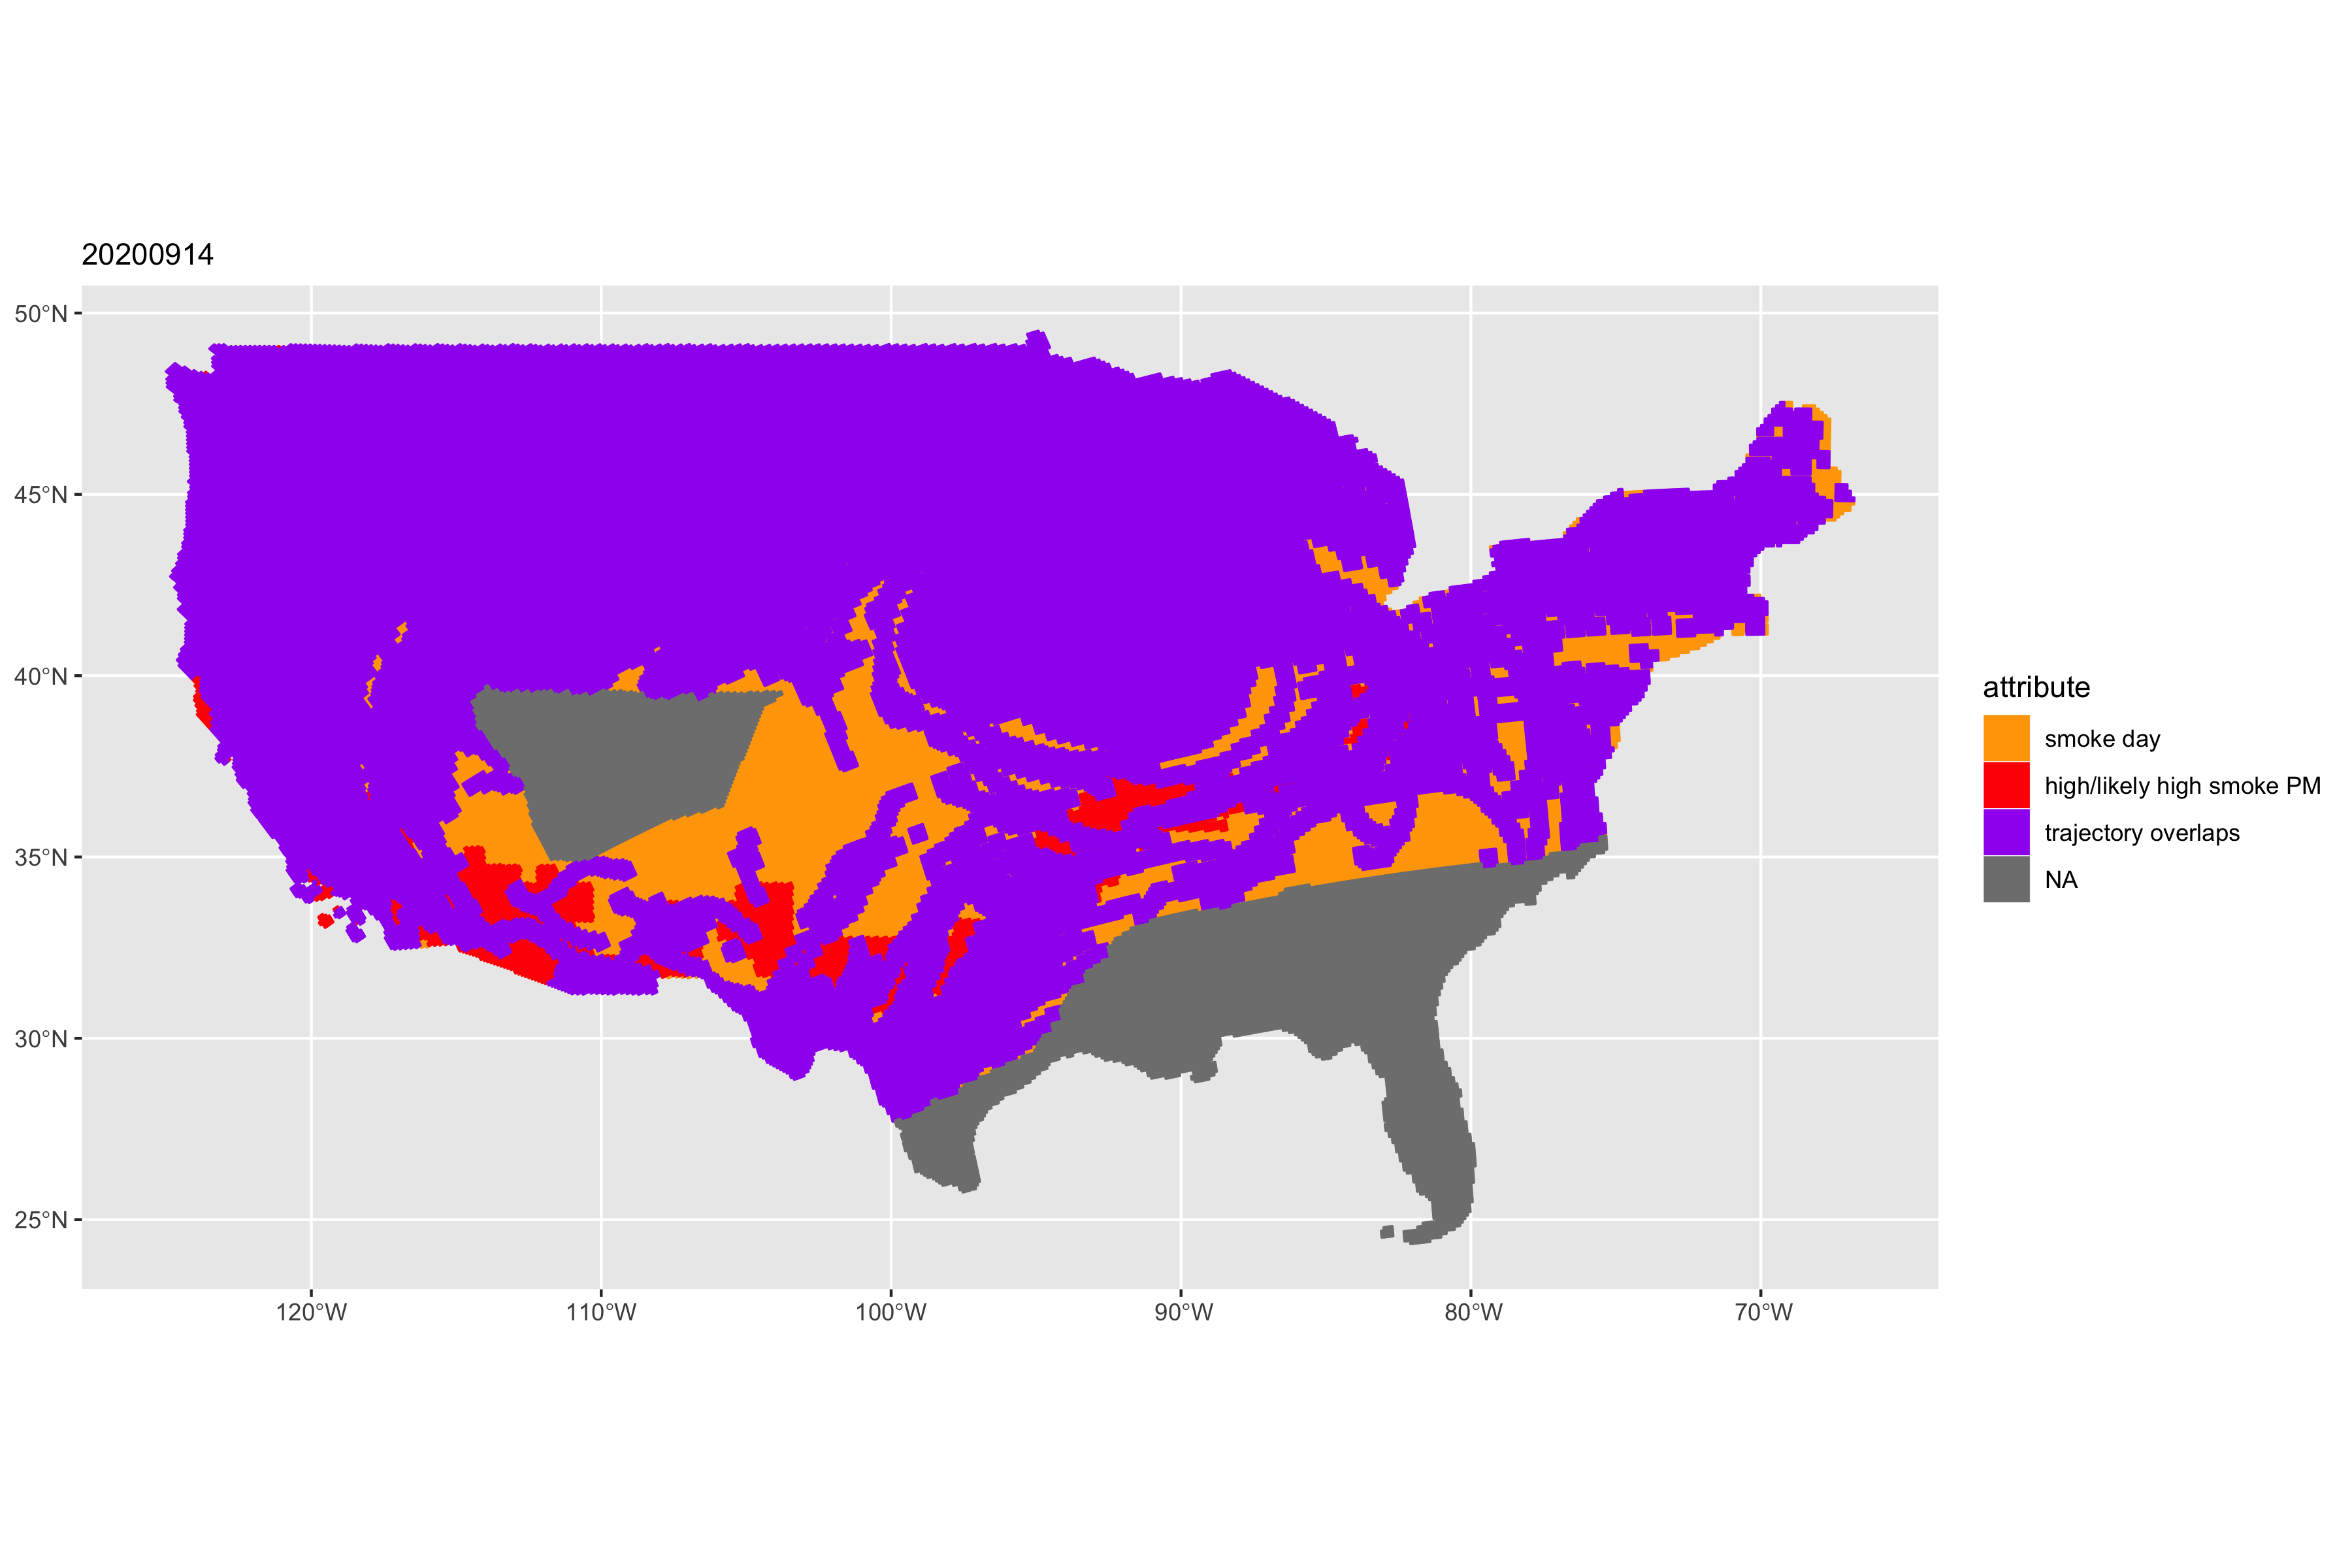 20200914
50°N
45°N
40°N
35°N
30°N
25°N
120°W
110°W
100°W
90°W
80°W
70°W
attribute
smoke day
high/likely high smoke PM
trajectory overlaps
NA